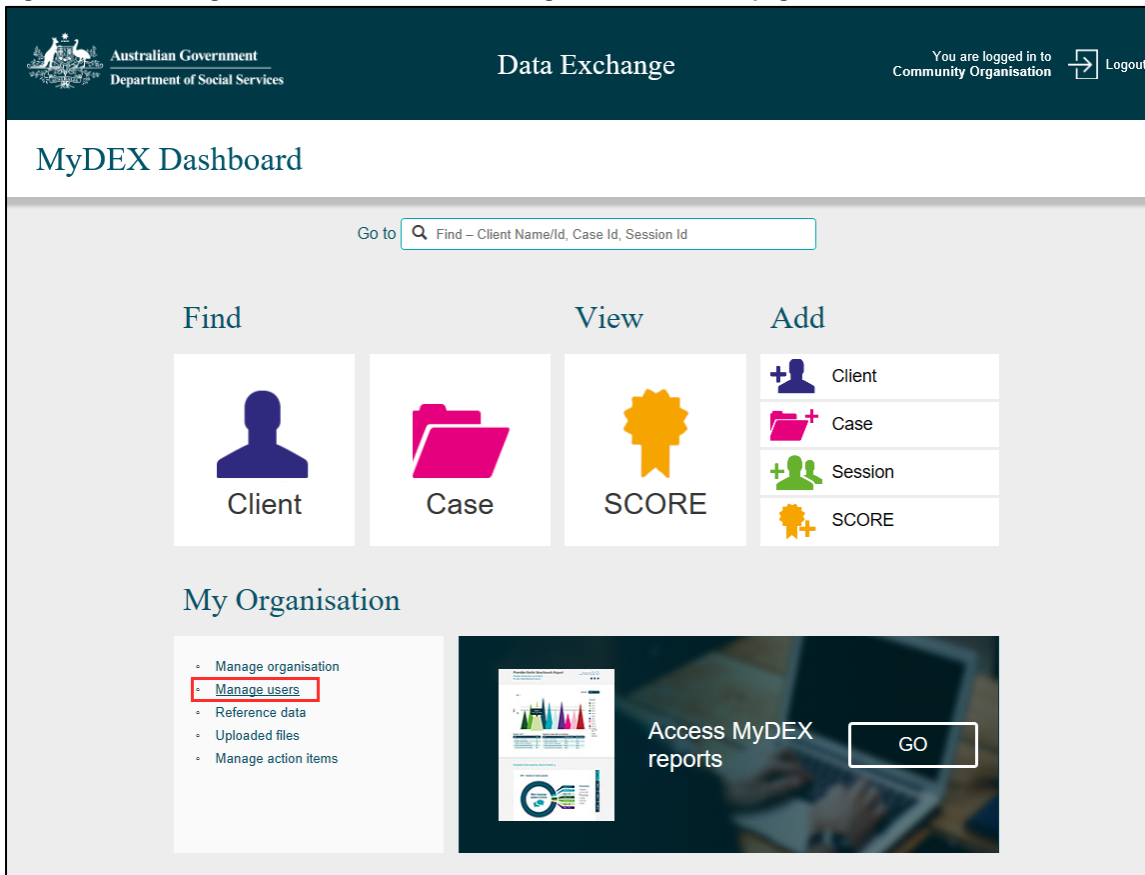 Australian Government
Department of Social Services
Data Exchange
You are logged in to
Community Organisation
Logout
MyDEX Dashboard
Go to
Find – Client Name/Id, Case Id, Session Id
Find
View
Add
Client
Case
SCORE
Client
Case
Session
SCORE
My Organisation
Manage organisation
Manage users
Reference data
Uploaded files
Manage action items
Access MyDEX
reports
GO